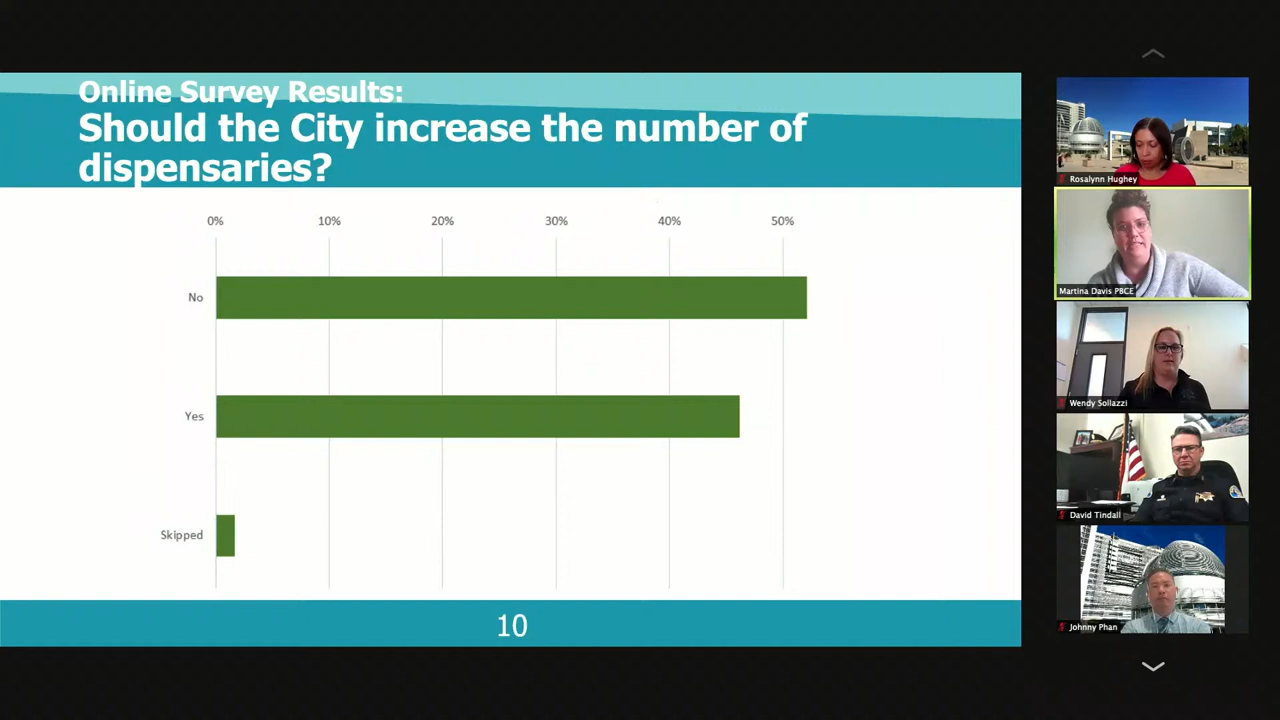 Online Survey Results:
Should the City increase the number of
dispensaries?
0% 10% 20% 30% 40% 50%
No
Yes
Skipped
10
Rosalynn Hughey
Martina Davis PBCE
Wendy Sollazzi
David Tindall
Johnny Phan